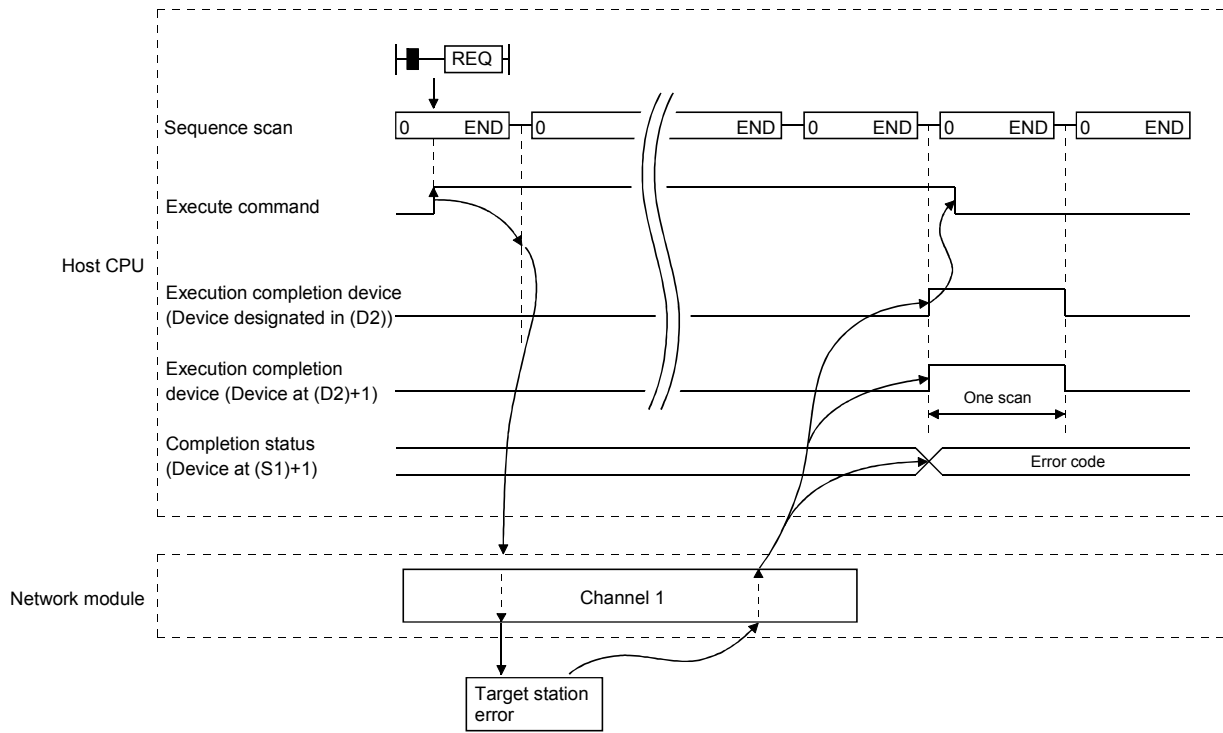 REQ
Sequence scan
0 END 0 END 0 END 0 END 0 END
Execute command
Host CPU
Execution completion device
(Device designated in (D2))
Execution completion
device (Device at (D2)+1)
One scan
Completion status
(Device at (S1)+1)
Error code
Network module
Channel 1
Target station
error